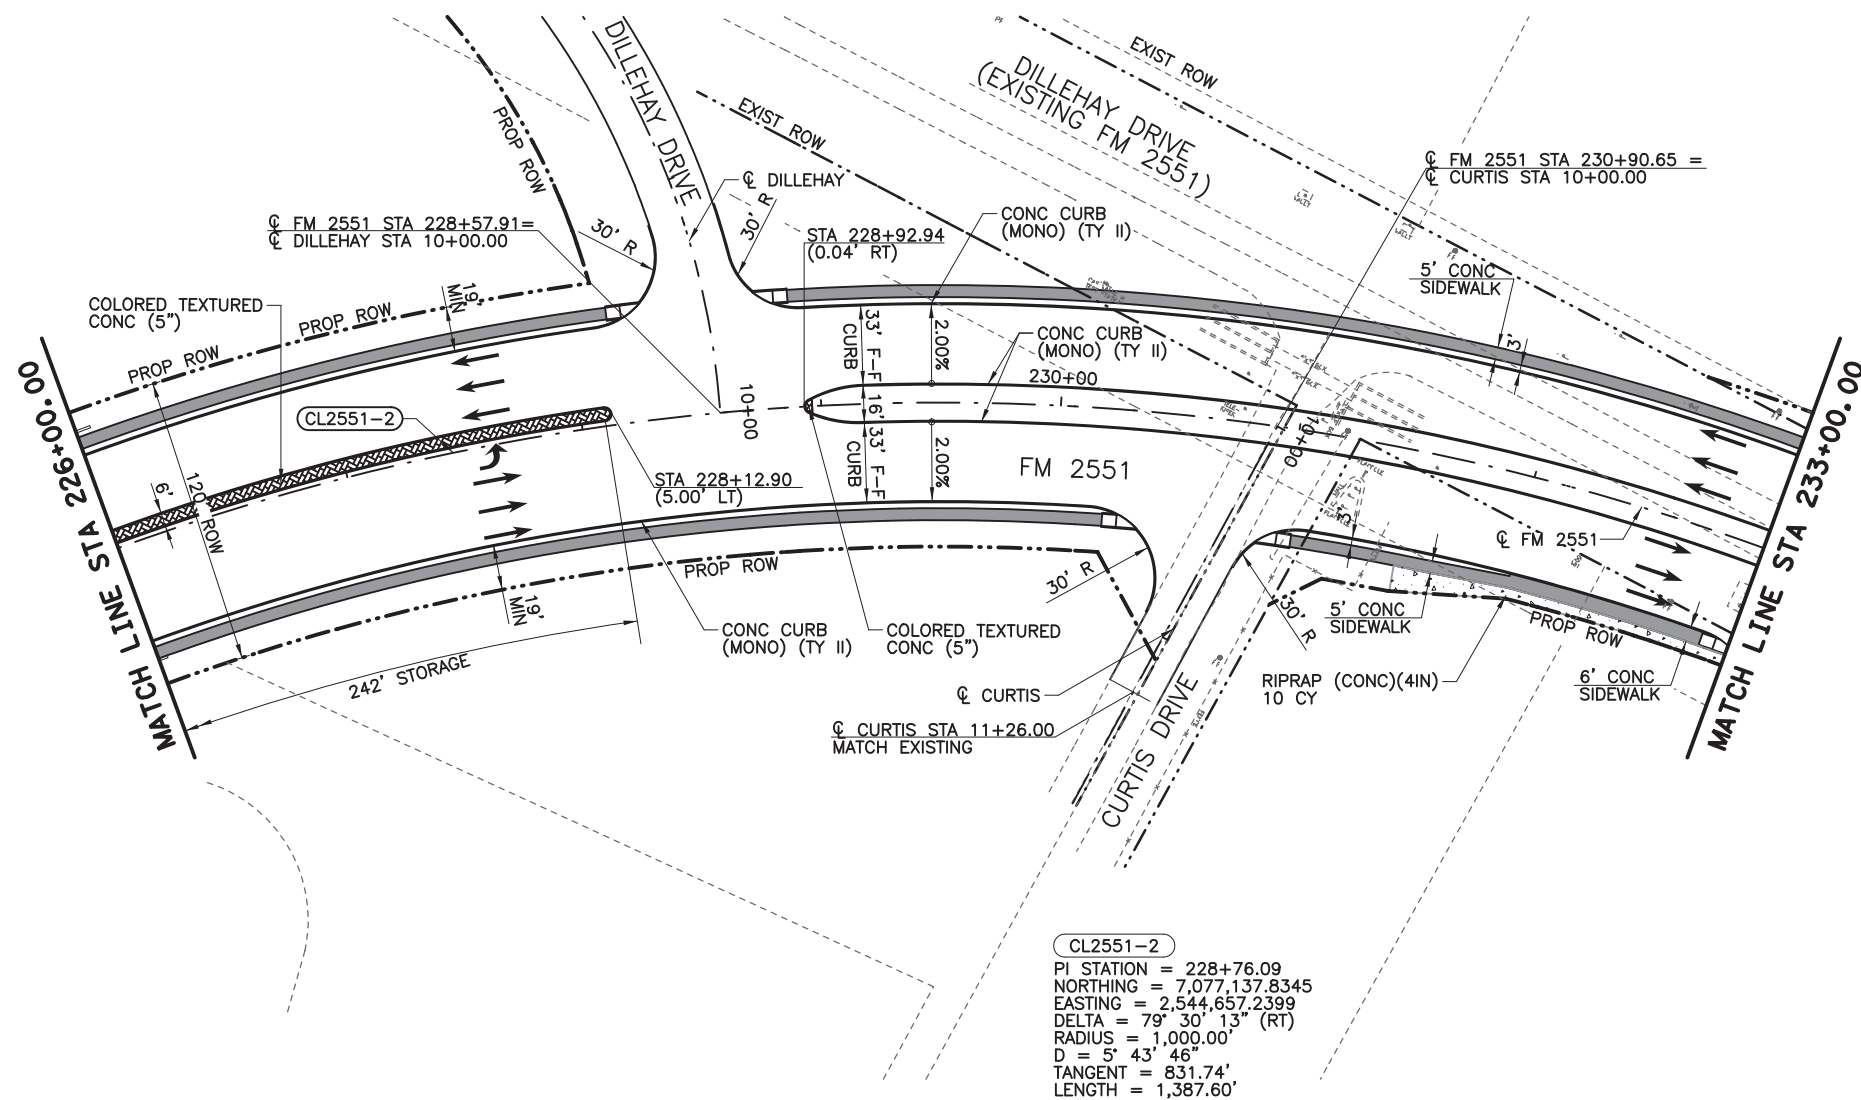 EXIST ROW
DILLEHAY DRIVE
(EXISTING FM 2551)
DILLEHAY DRIVE
PROP ROW
EXIST ROW
℄ DILLEHAY
℄ FM 2551 STA 230+90.65 =
℄ CURTIS STA 10+00.00
℄ FM 2551 STA 228+57.91=
℄ DILLEHAY STA 10+00.00
30' R
30' R
STA 228+92.94
(0.04' RT)
CONC CURB
(MONO) (TY II)
5' CONC
SIDEWALK
COLORED TEXTURED
CONC (5")
19'
MIN
PROP ROW
PROP ROW
33' F-F
CURB
2.00%
CONC CURB
(MONO) (TY II)
230+00
3'
MATCH LINE STA 226+00.00
CL2551-2
16'
10+00
10+00
33' F-F
CURB
2.00%
FM 2551
MATCH LINE STA 233+00.00
6'
120' ROW
STA 228+12.90
(5.00' LT)
3'
℄ FM 2551
PROP ROW
19'
MIN
30' R
30' R
5' CONC
SIDEWALK
PROP ROW
CONC CURB
(MONO) (TY II)
COLORED TEXTURED
CONC (5")
242' STORAGE
℄ CURTIS
RIPRAP (CONC)(4IN)
10 CY
6' CONC
SIDEWALK
℄ CURTIS STA 11+26.00
MATCH EXISTING
CURTIS DRIVE
CL2551-2
PI STATION = 228+76.09
NORTHING = 7,077,137.8345
EASTING = 2,544,657.2399
DELTA = 79° 30' 13" (RT)
RADIUS = 1,000.00'
D = 5° 43' 46"
TANGENT = 831.74'
LENGTH = 1,387.60'